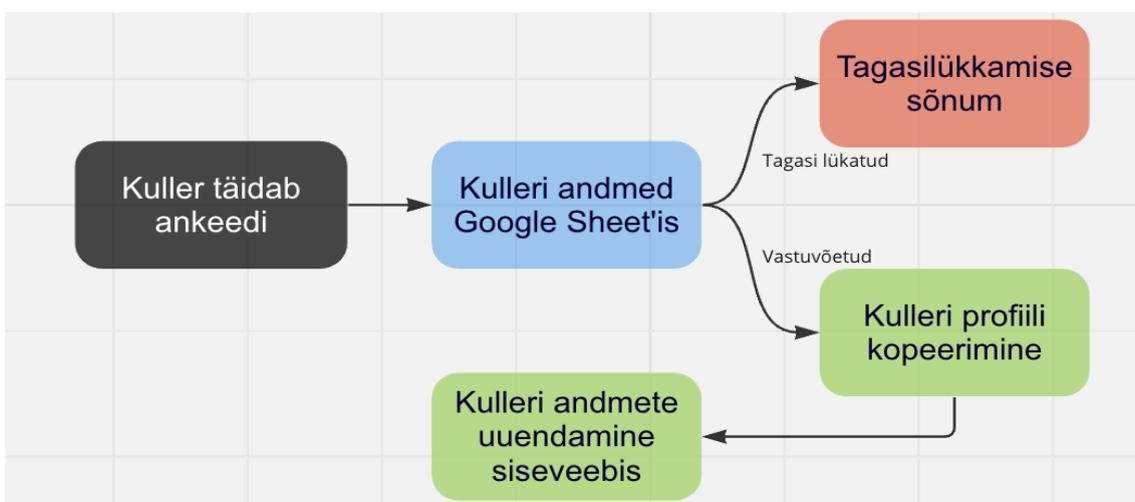 Kuller täidab
ankeedi
Kulleri andmed
Google Sheet'is
Tagasi lükatud
Tagasilükkamise
sõnum
Vastuvõetud
Kulleri profiili
kopeerimine
Kulleri andmete
uuendamine
siseveebis